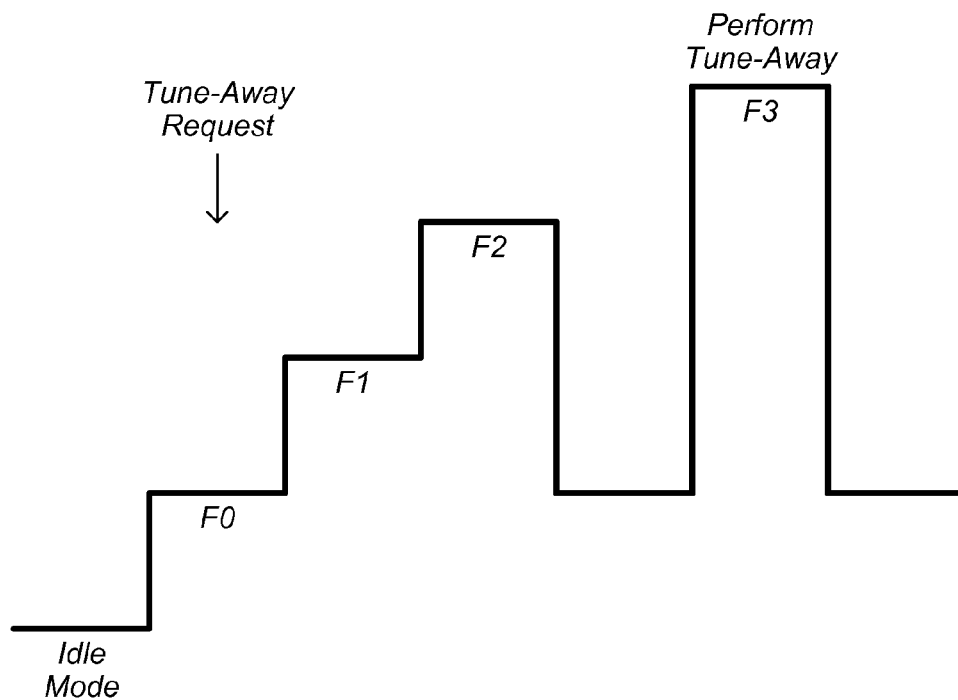 Perform
Tune-Away
F3
Tune-Away
Request
F2
F1
F0
Idle
Mode